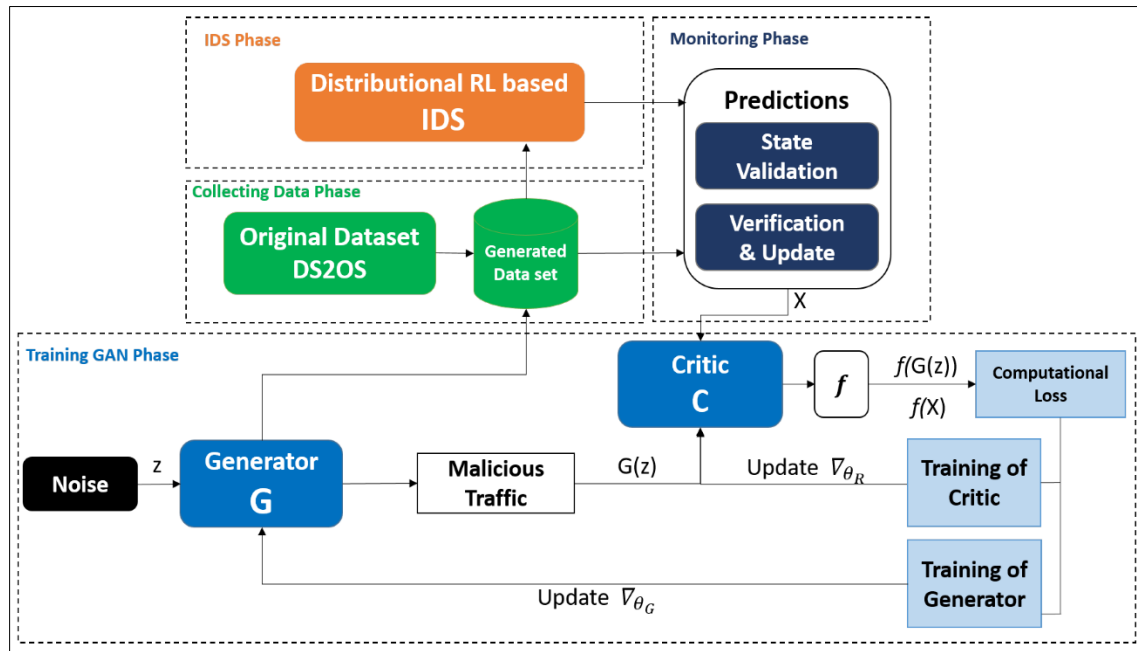 IDS Phase
Distributional RL based
IDS
Monitoring Phase
Predictions
State
Validation
Verification
& Update
X
Collecting Data Phase
Original Dataset
DS2OS
Generated
Data set
Training GAN Phase
Noise
z
Generator
G
Malicious
Traffic
G(z)
Critic
C
f
f(G(z))
f(X)
Computational
Loss
Update ∇θ_R
Training of
Critic
Update ∇θ_G
Training of
Generator